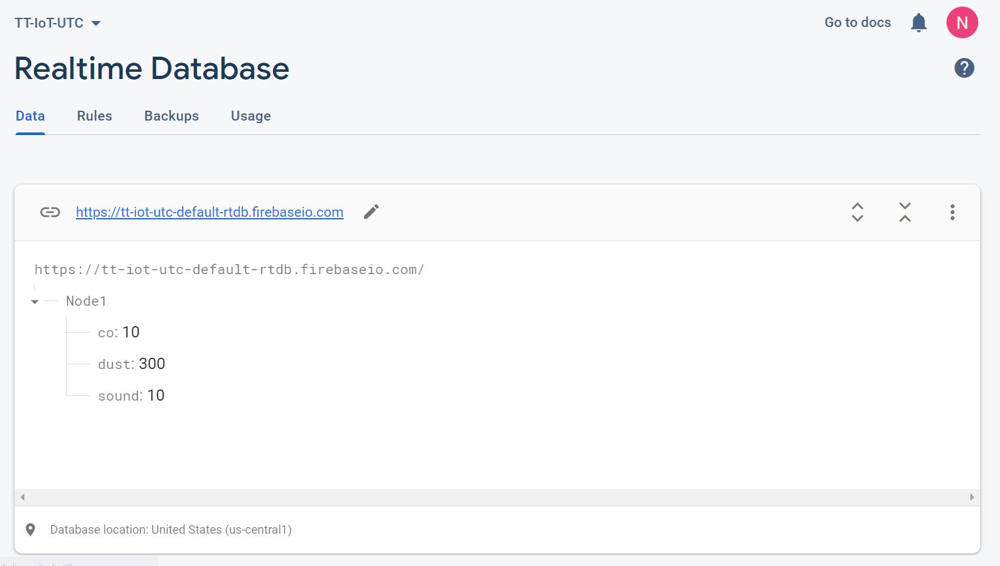 TT-IoT-UTC
Go to docs
N
Realtime Database
?
Data Rules Backups Usage
https://tt-iot-utc-default-rtdb.firebaseio.com
https://tt-iot-utc-default-rtdb.firebaseio.com/
Node1
co: 10
dust: 300
sound: 10
Database location: United States (us-central1)